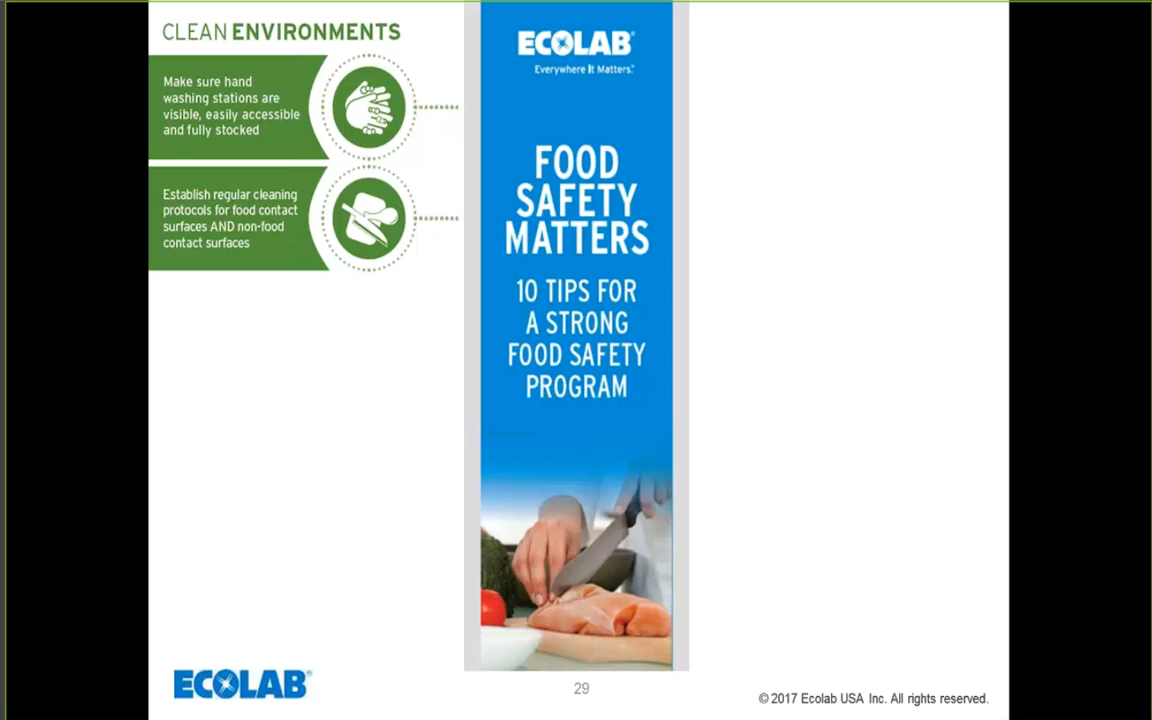 CLEAN ENVIRONMENTS
Make sure hand
washing stations are
visible, easily accessible
and fully stocked
Establish regular cleaning
protocols for food contact
surfaces AND non-food
contact surfaces
ECOLAB®
Everywhere It Matters.™
FOOD
SAFETY
MATTERS
10 TIPS FOR
A STRONG
FOOD SAFETY
PROGRAM
ECOLAB®
29
© 2017 Ecolab USA Inc. All rights reserved.